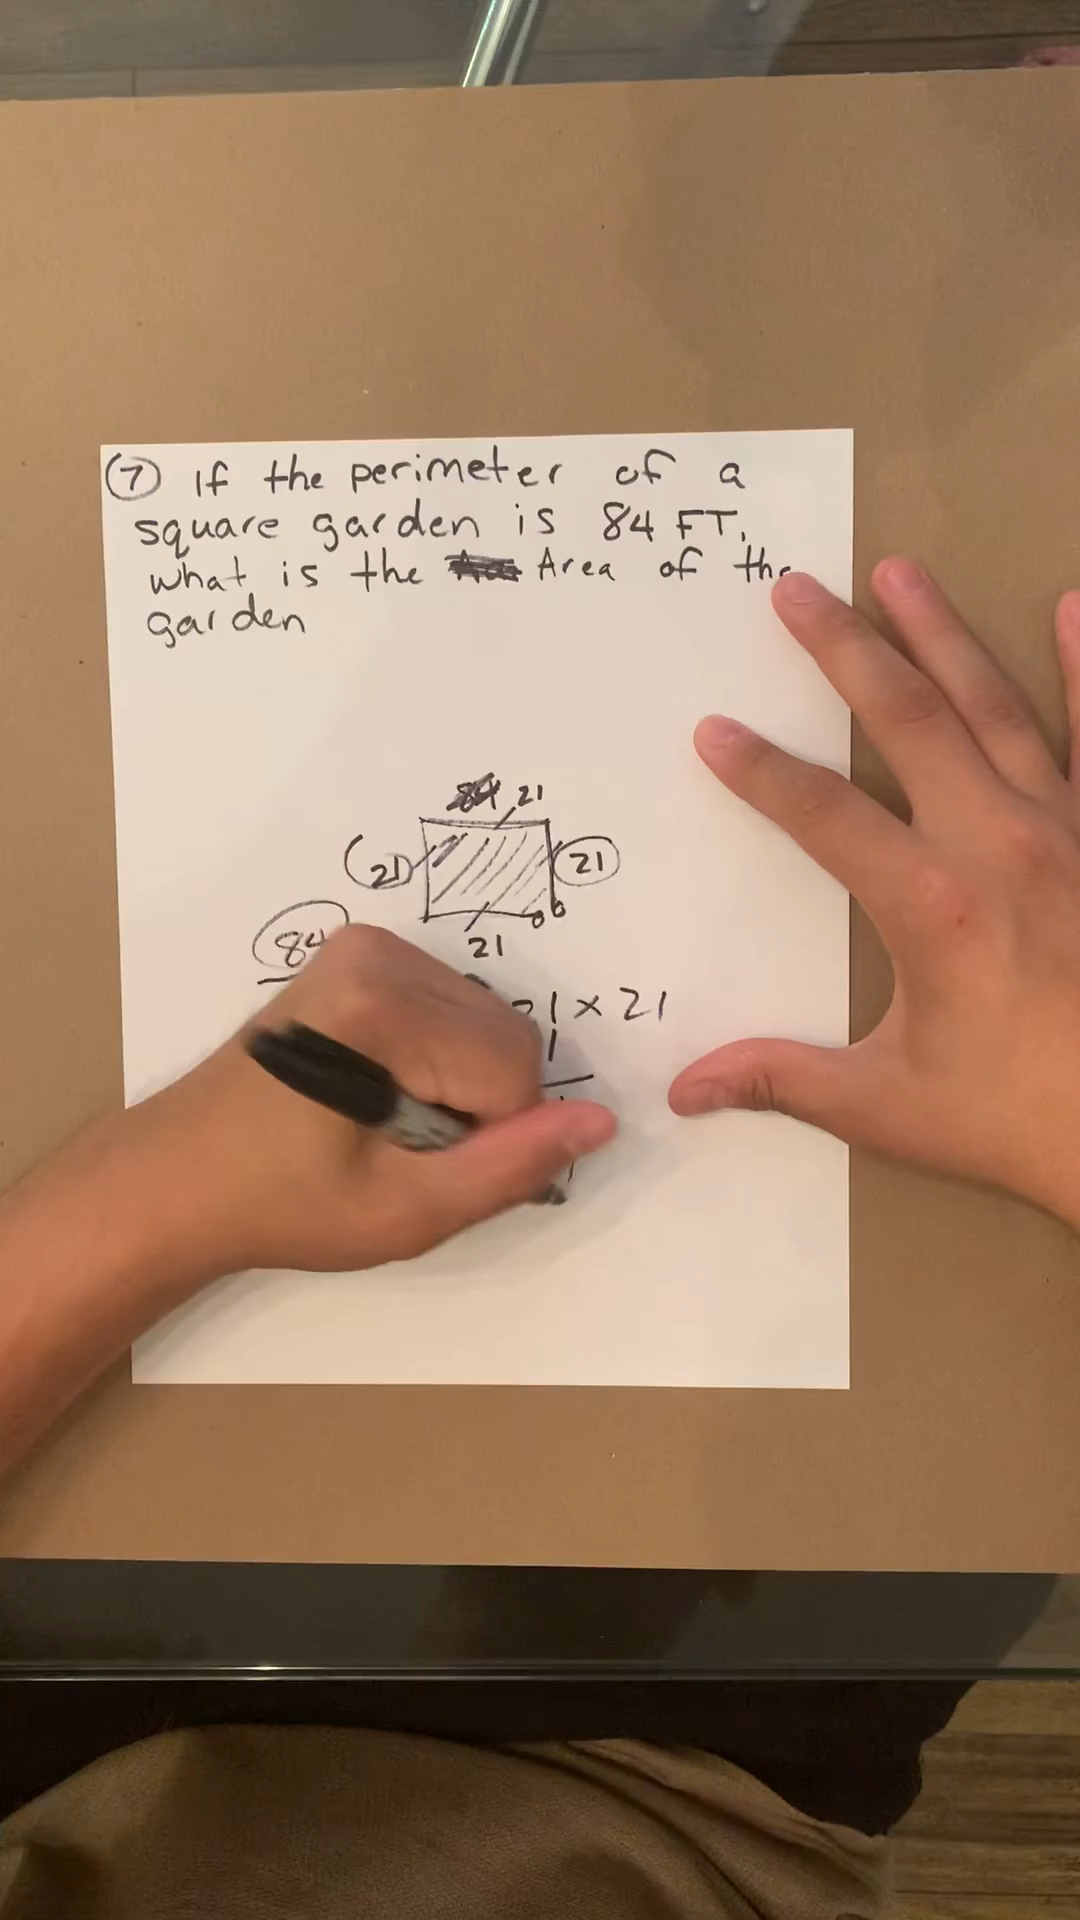 7 If the perimeter of a
square garden is 84 FT,
what is the Area of the
garden
21
21 21
84
21
21 x 21
1